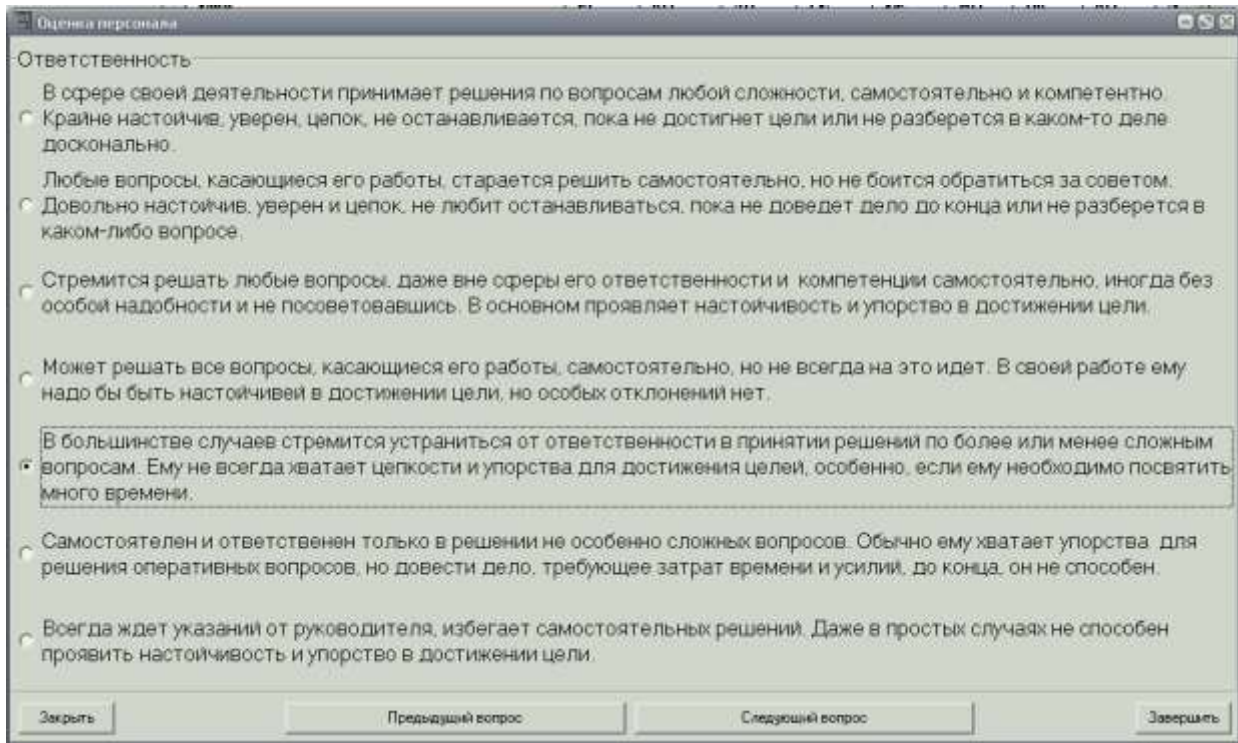 Оценка персонала
Ответственность
В сфере своей деятельности принимает решения по вопросам любой сложности, самостоятельно и компетентно.
Крайне настойчив, уверен, цепок, не останавливается, пока не достигнет цели или не разберется в каком-то деле
досконально.
Любые вопросы, касающиеся его работы, старается решить самостоятельно, но не боится обратиться за советом.
Довольно настойчив, уверен и цепок, не любит останавливаться, пока не доведет дело до конца или не разберется в
каком-либо вопросе.
Стремится решать любые вопросы, даже вне сферы его ответственности и компетенции самостоятельно, иногда без
особой надобности и не посоветовавшись. В основном проявляет настойчивость и упорство в достижении цели.
Может решать все вопросы, касающиеся его работы, самостоятельно, но не всегда на это идет. В своей работе ему
надо бы быть настойчивей в достижении цели, но особых отклонений нет.
В большинстве случаев стремится устраниться от ответственности в принятии решений по более или менее сложным
вопросам. Ему не всегда хватает цепкости и упорства для достижения целей, особенно, если ему необходимо посвятить
много времени.
Самостоятелен и ответственен только в решении не особенно сложных вопросов. Обычно ему хватает упорства для
решения оперативных вопросов, но довести дело, требующее затрат времени и усилий, до конца, он не способен.
Всегда ждет указаний от руководителя, избегает самостоятельных решений. Даже в простых случаях не способен
проявить настойчивость и упорство в достижении цели.
Закрыть Предыдущий вопрос Следующий вопрос Завершить